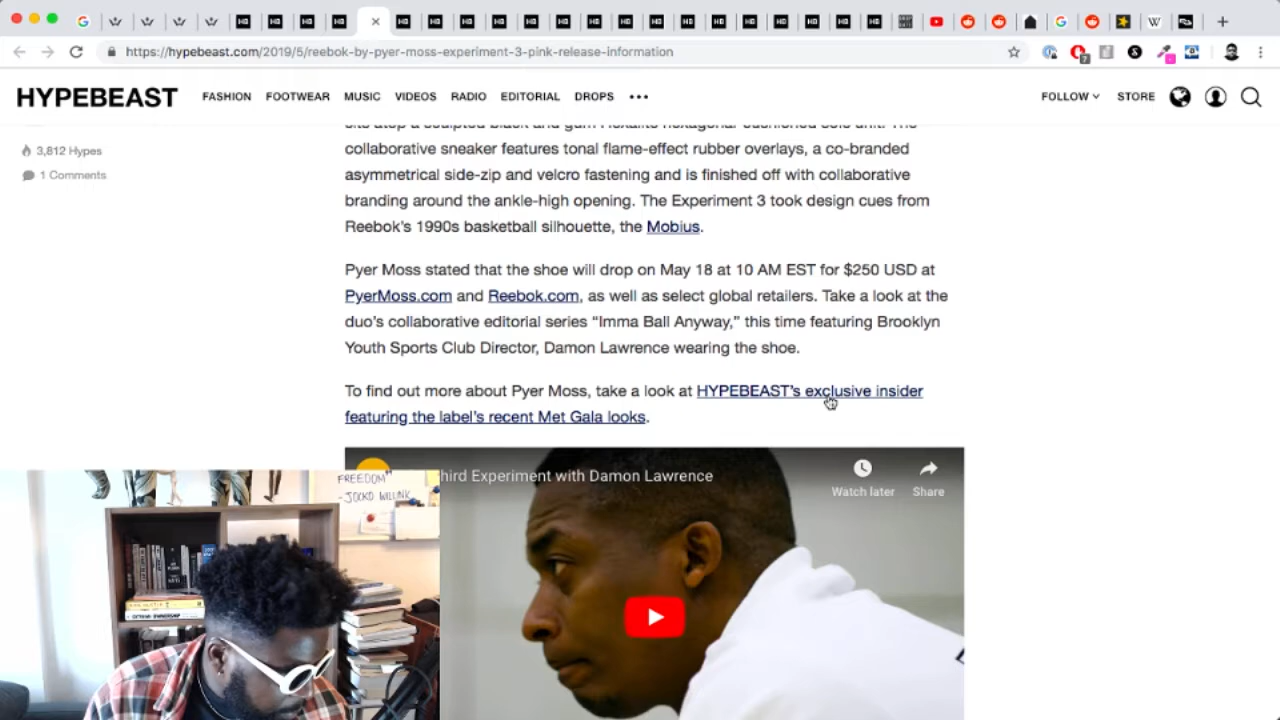 https://hypebeast.com/2019/5/reebok-by-pyer-moss-experiment-3-pink-release-information
7
HYPEBEAST
FASHION FOOTWEAR MUSIC VIDEOS RADIO EDITORIAL DROPS
FOLLOW STORE
3,812 Hypes
1 Comments
collaborative sneaker features tonal flame-effect rubber overlays, a co-branded
asymmetrical side-zip and velcro fastening and is finished off with collaborative
branding around the ankle-high opening. The Experiment 3 took design cues from
Reebok's 1990s basketball silhouette, the Mobius.
Pyer Moss stated that the shoe will drop on May 18 at 10 AM EST for $250 USD at
PyerMoss.com and Reebok.com, as well as select global retailers. Take a look at the
duo's collaborative editorial series “Imma Ball Anyway,” this time featuring Brooklyn
Youth Sports Club Director, Damon Lawrence wearing the shoe.
To find out more about Pyer Moss, take a look at HYPEBEAST's exclusive insider
featuring the label's recent Met Gala looks.
hird Experiment with Damon Lawrence
Watch later
Share
FREEDOM"
- JOCKO WILLINK